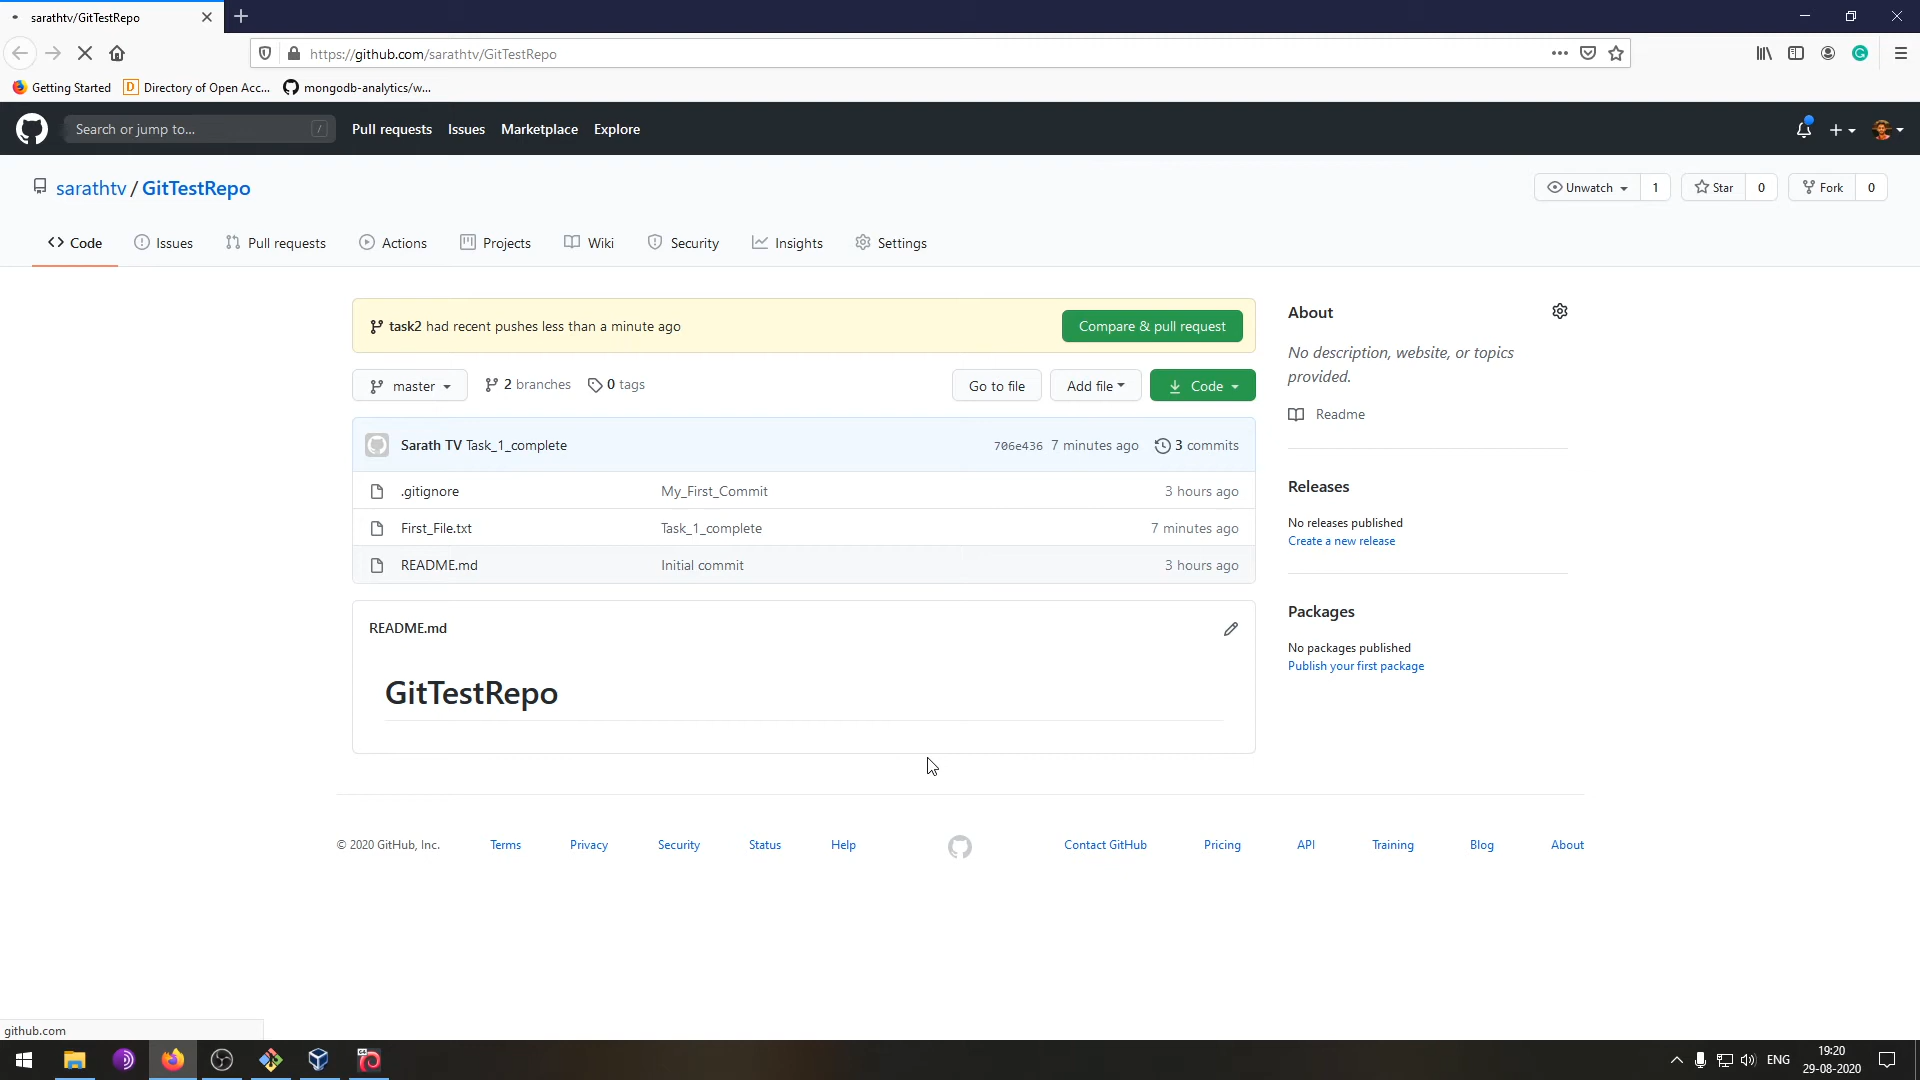 sarathtv/GitTestRepo
https://github.com/sarathtv/GitTestRepo
Getting Started Directory of Open Acc... mongodb-analytics/w...
Search or jump to... / Pull requests Issues Marketplace Explore
sarathtv / GitTestRepo Unwatch 1 Star 0 Fork 0
Code Issues Pull requests Actions Projects Wiki Security Insights Settings
task2 had recent pushes less than a minute ago Compare & pull request
master 2 branches 0 tags Go to file Add file Code
Sarath TV Task_1_complete 706e436 7 minutes ago 3 commits
.gitignore My_First_Commit 3 hours ago
First_File.txt Task_1_complete 7 minutes ago
README.md Initial commit 3 hours ago
README.md
GitTestRepo
About
No description, website, or topics
provided.
Readme
Releases
No releases published
Create a new release
Packages
No packages published
Publish your first package
© 2020 GitHub, Inc. Terms Privacy Security Status Help Contact GitHub Pricing API Training Blog About
github.com
ENG 19:20
29-08-2020